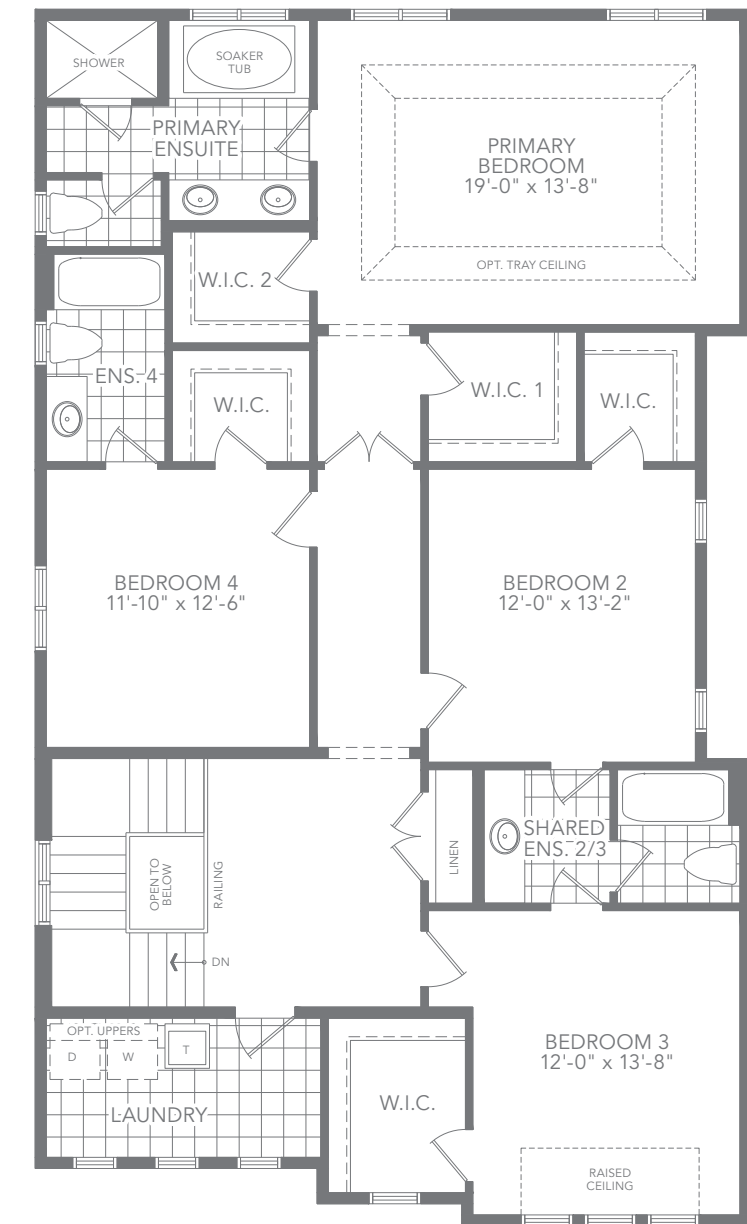 SHOWER
SOAKER
TUB
PRIMARY
ENSUITE
PRIMARY
BEDROOM
19'-0" x 13'-8"
OPT. TRAY CEILING
W.I.C. 2
ENS. 4
W.I.C.
W.I.C. 1
W.I.C.
BEDROOM 4
11'-10" x 12'-6"
BEDROOM 2
12'-0" x 13'-2"
OPEN TO
BELOW
RAILING
LINEN
SHARED
ENS. 2/3
DN
OPT. UPPERS
D
W
T
LAUNDRY
W.I.C.
BEDROOM 3
12'-0" x 13'-8"
RAISED
CEILING